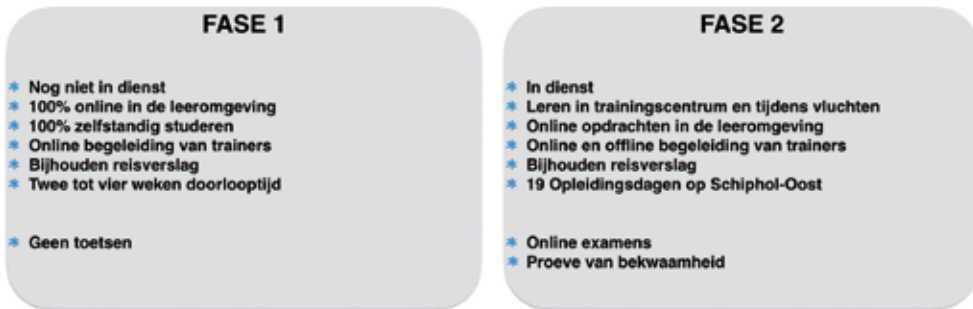 FASE 1
* Nog niet in dienst
* 100% online in de leeromgeving
* 100% zelfstandig studeren
* Online begeleiding van trainers
* Bijhouden reisverslag
* Twee tot vier weken doorlooptijd
* Geen toetsen
FASE 2
* In dienst
* Leren in trainingscentrum en tijdens vluchten
* Online opdrachten in de leeromgeving
* Online en offline begeleiding van trainers
* Bijhouden reisverslag
* 19 Opleidingsdagen op Schiphol-Oost
* Online examens
* Proeve van bekwaamheid